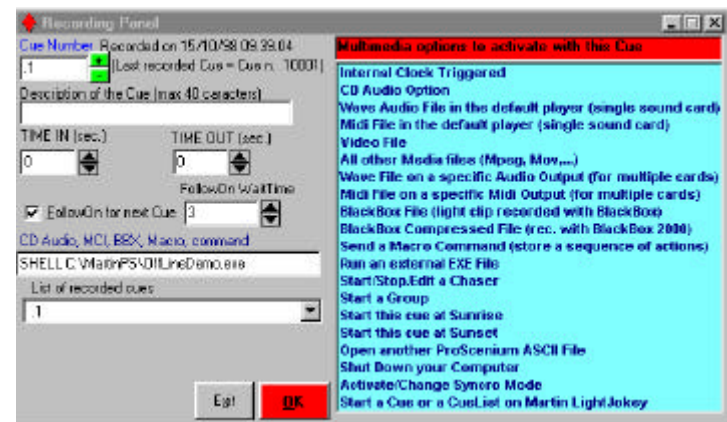 Recording Panel
Cue Number Recorded on 15/10/98 09.39.04
.1
(Last recorded Cue = Cue n. 10001)
Description of the Cue (max 40 caracters)
TIME IN (sec.)
TIME OUT (sec.)
0
0
FollowOn WaitTime
FollowOn for next Cue
3
CD Audio, MCI, BBX, Macro, command
SHELL C:\MartinPS\OffLineDemo.exe
List of recorded cues
.1
Exit
OK
Multimedia options to activate with this Cue
Internal Clock Triggered
CD Audio Option
Wave Audio File in the default player (single sound card)
Midi File in the default player (single sound card)
Video File
All other Media files (Mpeg, Mov,...)
Wave File on a specific Audio Output (for multiple cards)
Midi File on a specific Midi Output (for multiple cards)
BlackBox File (light clip recorded with BlackBox)
BlackBox Compressed File (rec. with BlackBox 2000)
Send a Macro Command (store a sequence of actions)
Run an external EXE File
Start/Stop.Edit a Chaser
Start a Group
Start this cue at Sunrise
Start this cue at Sunset
Open another ProScenium ASCII File
Shut Down your Computer
Activate/Change Syncro Mode
Start a Cue or a CueList on Martin LightJokey